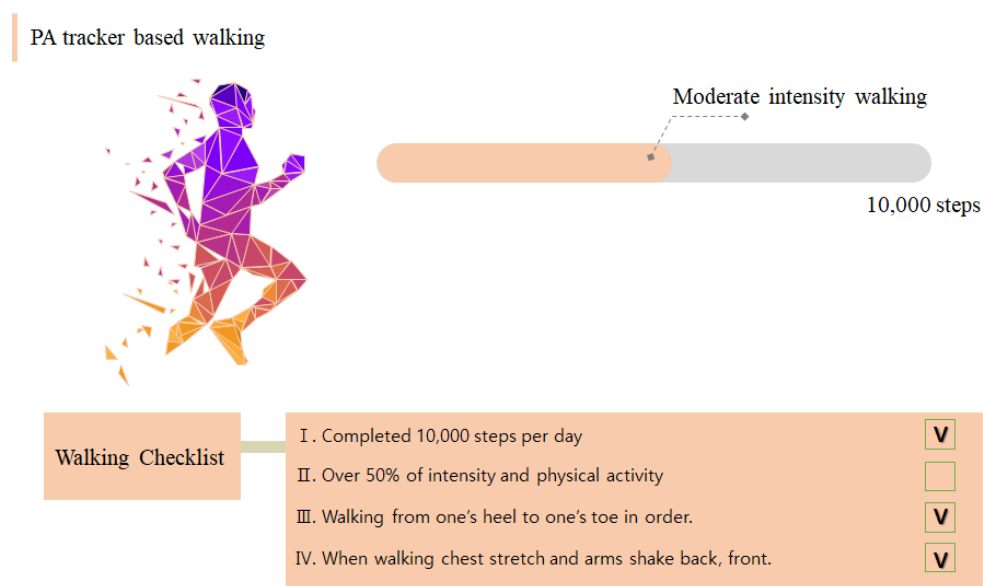 PA tracker based walking
Moderate intensity walking
10,000 steps
Walking Checklist
Ⅰ. Completed 10,000 steps per day V
Ⅱ. Over 50% of intensity and physical activity
Ⅲ. Walking from one’s heel to one’s toe in order. V
Ⅳ. When walking chest stretch and arms shake back, front. V